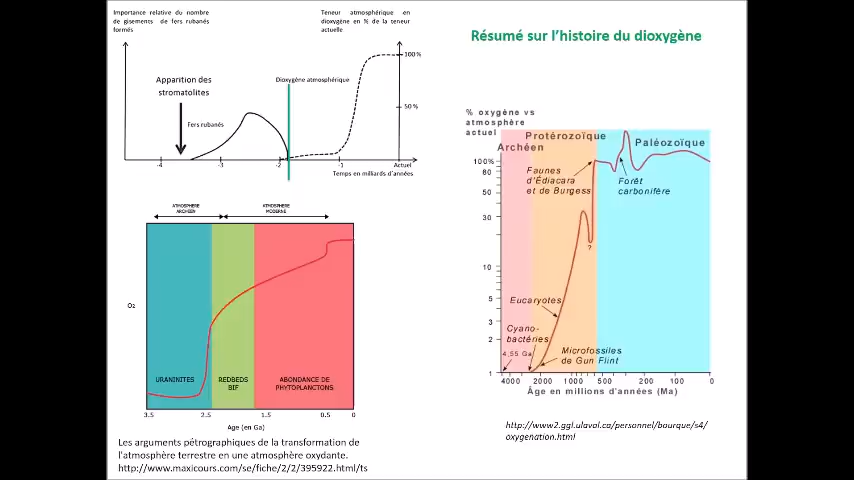 Importance relative du nombre
de gisements de fers rubanés
formés
Teneur atmosphérique en
dioxygène en % de la teneur
actuelle
100%
50%
Apparition des
stromatolites
Dioxygène atmosphérique
Fers rubanés
-4
-3
-2
-1
Actuel
Temps en milliards d'années
ATMOSPHERE
ARCHEEN
ATMOSPHERE
MODERNE
O2
URANINITES
REDBEDS
BIF
ABONDANCE DE
PHYTOPLANCTONS
3.5
2.5
1.5
0.5
0
Age (en Ga)
Les arguments pétrographiques de la transformation de
l'atmosphère terrestre en une atmosphère oxydante.
http://www.maxicours.com/se/fiche/2/2/395922.html/ts
Résumé sur l'histoire du dioxygène
% oxygène vs
atmosphère
actuel
Protérozoïque
Archéen
Paléozoïque
100%
80
50
30
10
5
3
2
1
Faunes
d'Édiacara
et de Burgess
Forêt
carbonifère
?
Eucaryotes
Cyano-
bactéries
4,55 Ga
Microfossiles
de Gun Flint
4000
2000
1000
500
200
100
0
Âge en millions d'années (Ma)
http://www2.ggl.ulaval.ca/personnel/bourque/s4/
oxygenation.html